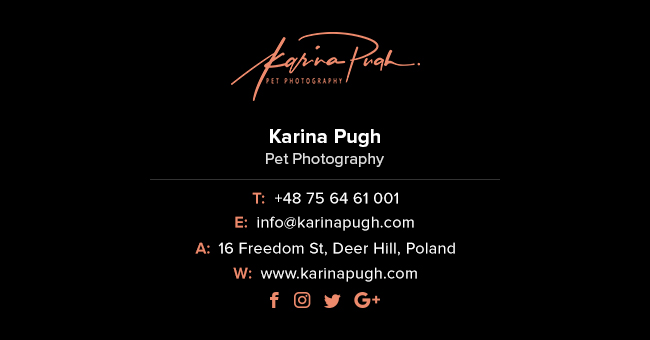 Karina Pugh.
PET PHOTOGRAPHY
Karina Pugh
Pet Photography
T: +48 75 64 61 001
E: info@karinapugh.com
A: 16 Freedom St, Deer Hill, Poland
W: www.karinapugh.com
f G+